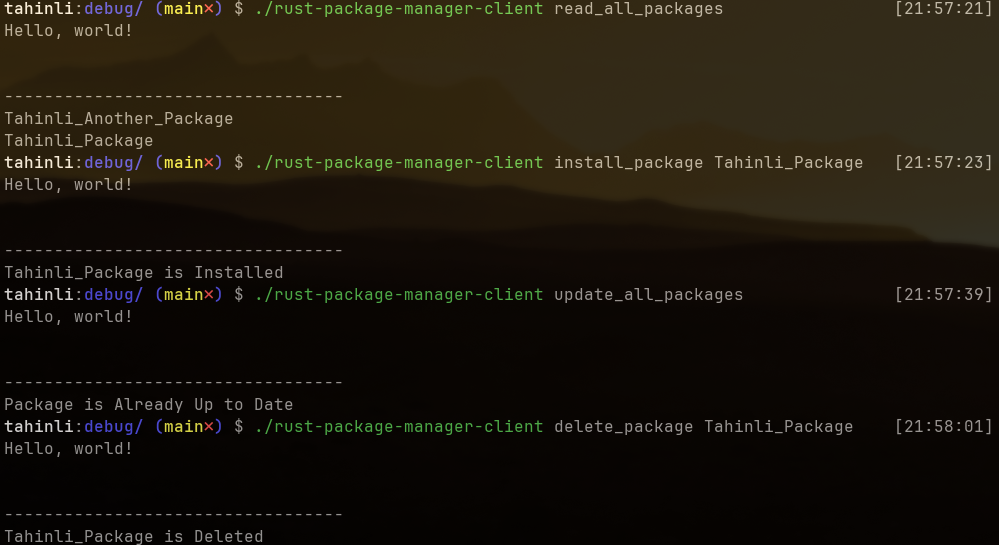 tahinli:debug/ (main×) $ ./rust-package-manager-client read_all_packages [21:57:21]
Hello, world!
----------------------------------
Tahinli_Another_Package
Tahinli_Package
tahinli:debug/ (main×) $ ./rust-package-manager-client install_package Tahinli_Package [21:57:23]
Hello, world!
----------------------------------
Tahinli_Package is Installed
tahinli:debug/ (main×) $ ./rust-package-manager-client update_all_packages [21:57:39]
Hello, world!
----------------------------------
Package is Already Up to Date
tahinli:debug/ (main×) $ ./rust-package-manager-client delete_package Tahinli_Package [21:58:01]
Hello, world!
----------------------------------
Tahinli_Package is Deleted